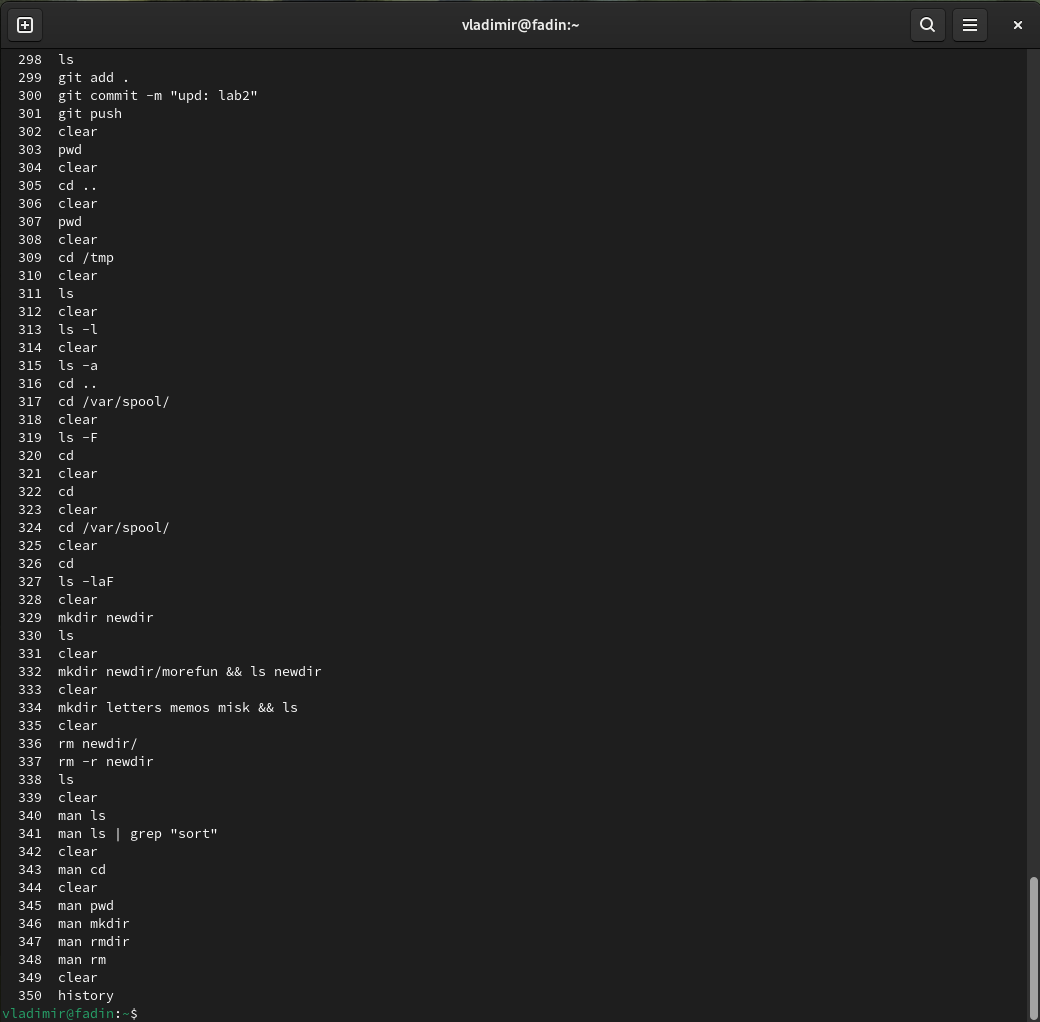 vladimir@fadin:~
298 ls
299 git add .
300 git commit -m "upd: lab2"
301 git push
302 clear
303 pwd
304 clear
305 cd ..
306 clear
307 pwd
308 clear
309 cd /tmp
310 clear
311 ls
312 clear
313 ls -l
314 clear
315 ls -a
316 cd ..
317 cd /var/spool/
318 clear
319 ls -F
320 cd
321 clear
322 cd
323 clear
324 cd /var/spool/
325 clear
326 cd
327 ls -laF
328 clear
329 mkdir newdir
330 ls
331 clear
332 mkdir newdir/morefun && ls newdir
333 clear
334 mkdir letters memos misk && ls
335 clear
336 rm newdir/
337 rm -r newdir
338 ls
339 clear
340 man ls
341 man ls | grep "sort"
342 clear
343 man cd
344 clear
345 man pwd
346 man mkdir
347 man rmdir
348 man rm
349 clear
350 history
vladimir@fadin:~$